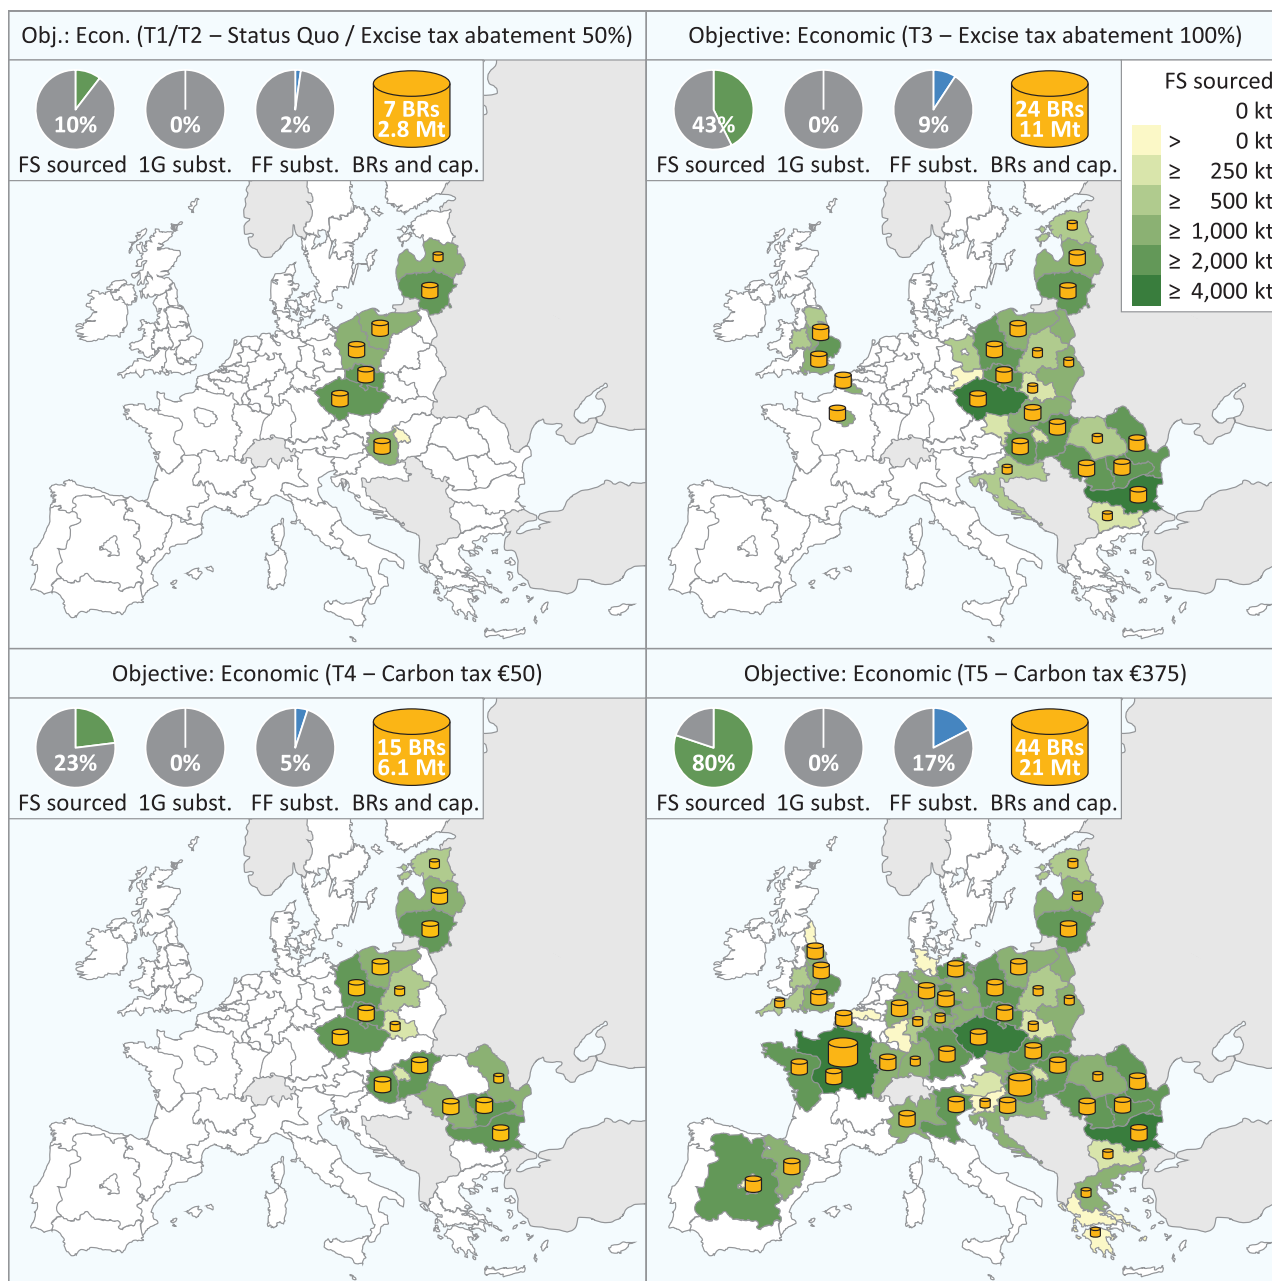 Obj.: Econ. (T1/T2 – Status Quo / Excise tax abatement 50%)
10%
0%
2%
7 BRs
2.8 Mt
FS sourced
1G subst.
FF subst.
BRs and cap.
Objective: Economic (T3 – Excise tax abatement 100%)
43%
0%
9%
24 BRs
11 Mt
FS sourced
1G subst.
FF subst.
BRs and cap.
FS sourced
0 kt
> 0 kt
≥ 250 kt
≥ 500 kt
≥ 1,000 kt
≥ 2,000 kt
≥ 4,000 kt
Objective: Economic (T4 – Carbon tax €50)
23%
0%
5%
15 BRs
6.1 Mt
FS sourced
1G subst.
FF subst.
BRs and cap.
Objective: Economic (T5 – Carbon tax €375)
80%
0%
17%
44 BRs
21 Mt
FS sourced
1G subst.
FF subst.
BRs and cap.